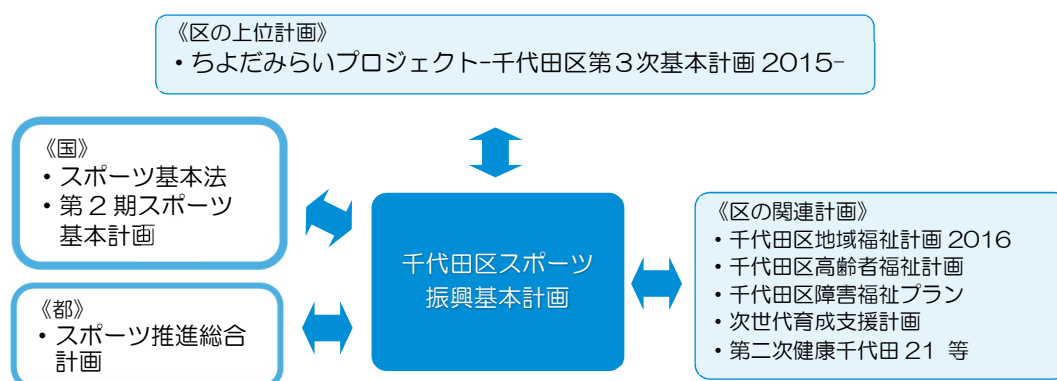 《区の上位計画》
・ちよだみらいプロジェクト-千代田区第3次基本計画 2015-
《国》
・スポーツ基本法
・第2期スポーツ
基本計画
《都》
・スポーツ推進総合
計画
千代田区スポーツ
振興基本計画
《区の関連計画》
・千代田区地域福祉計画 2016
・千代田区高齢者福祉計画
・千代田区障害福祉プラン
・次世代育成支援計画
・第二次健康千代田 21 等